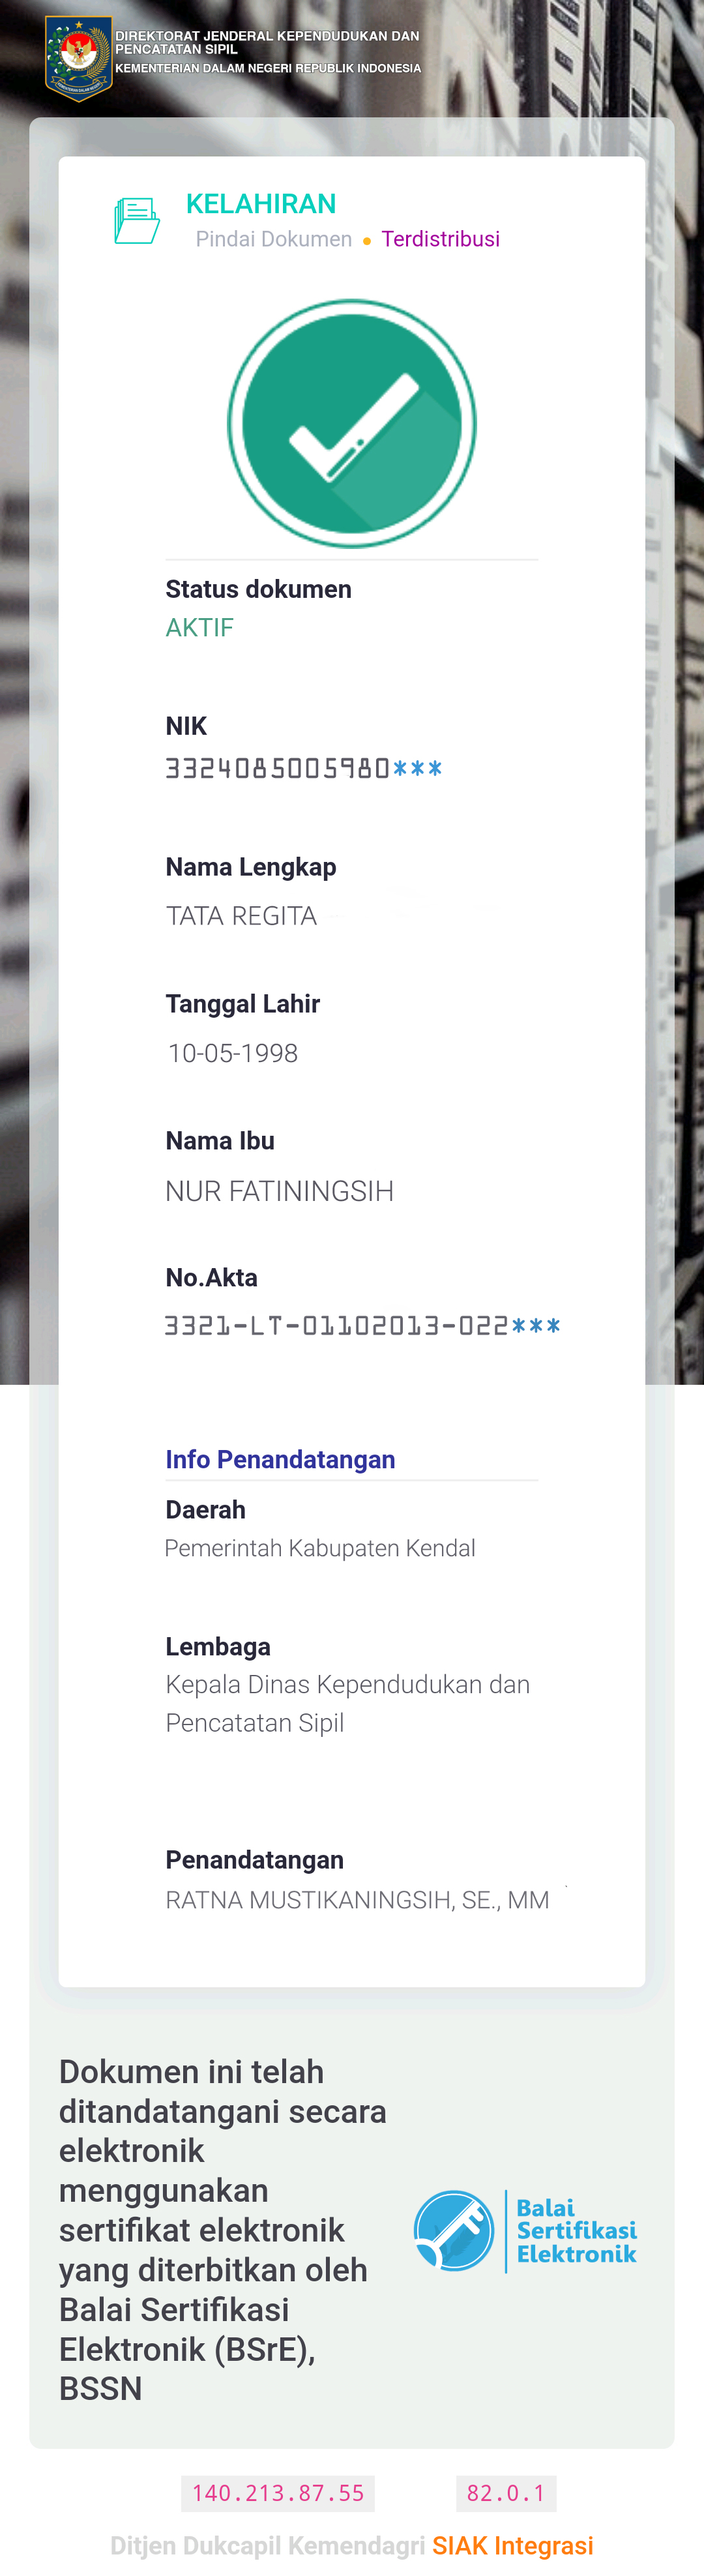 DIREKTORAT JENDERAL KEPENDUDUKAN DAN
PENCATATAN SIPIL
KEMENTERIAN DALAM NEGERI REPUBLIK INDONESIA
KEMENTERIAN DALAM NEGERI
KELAHIRAN
Pindai Dokumen • Terdistribusi
Status dokumen
AKTIF
NIK
3324085005980***
Nama Lengkap
TATA REGITA
Tanggal Lahir
10-05-1998
Nama Ibu
NUR FATININGSIH
No.Akta
3321-LT-01102013-022***
Info Penandatangan
Daerah
Pemerintah Kabupaten Kendal
Lembaga
Kepala Dinas Kependudukan dan
Pencatatan Sipil
Penandatangan
RATNA MUSTIKANINGSIH, SE., MM
Dokumen ini telah
ditandatangani secara
elektronik
menggunakan
sertifikat elektronik
yang diterbitkan oleh
Balai Sertifikasi
Elektronik (BSrE),
BSSN
Balai
Sertifikasi
Elektronik
140.213.87.55 82.0.1
Ditjen Dukcapil Kemendagri SIAK Integrasi